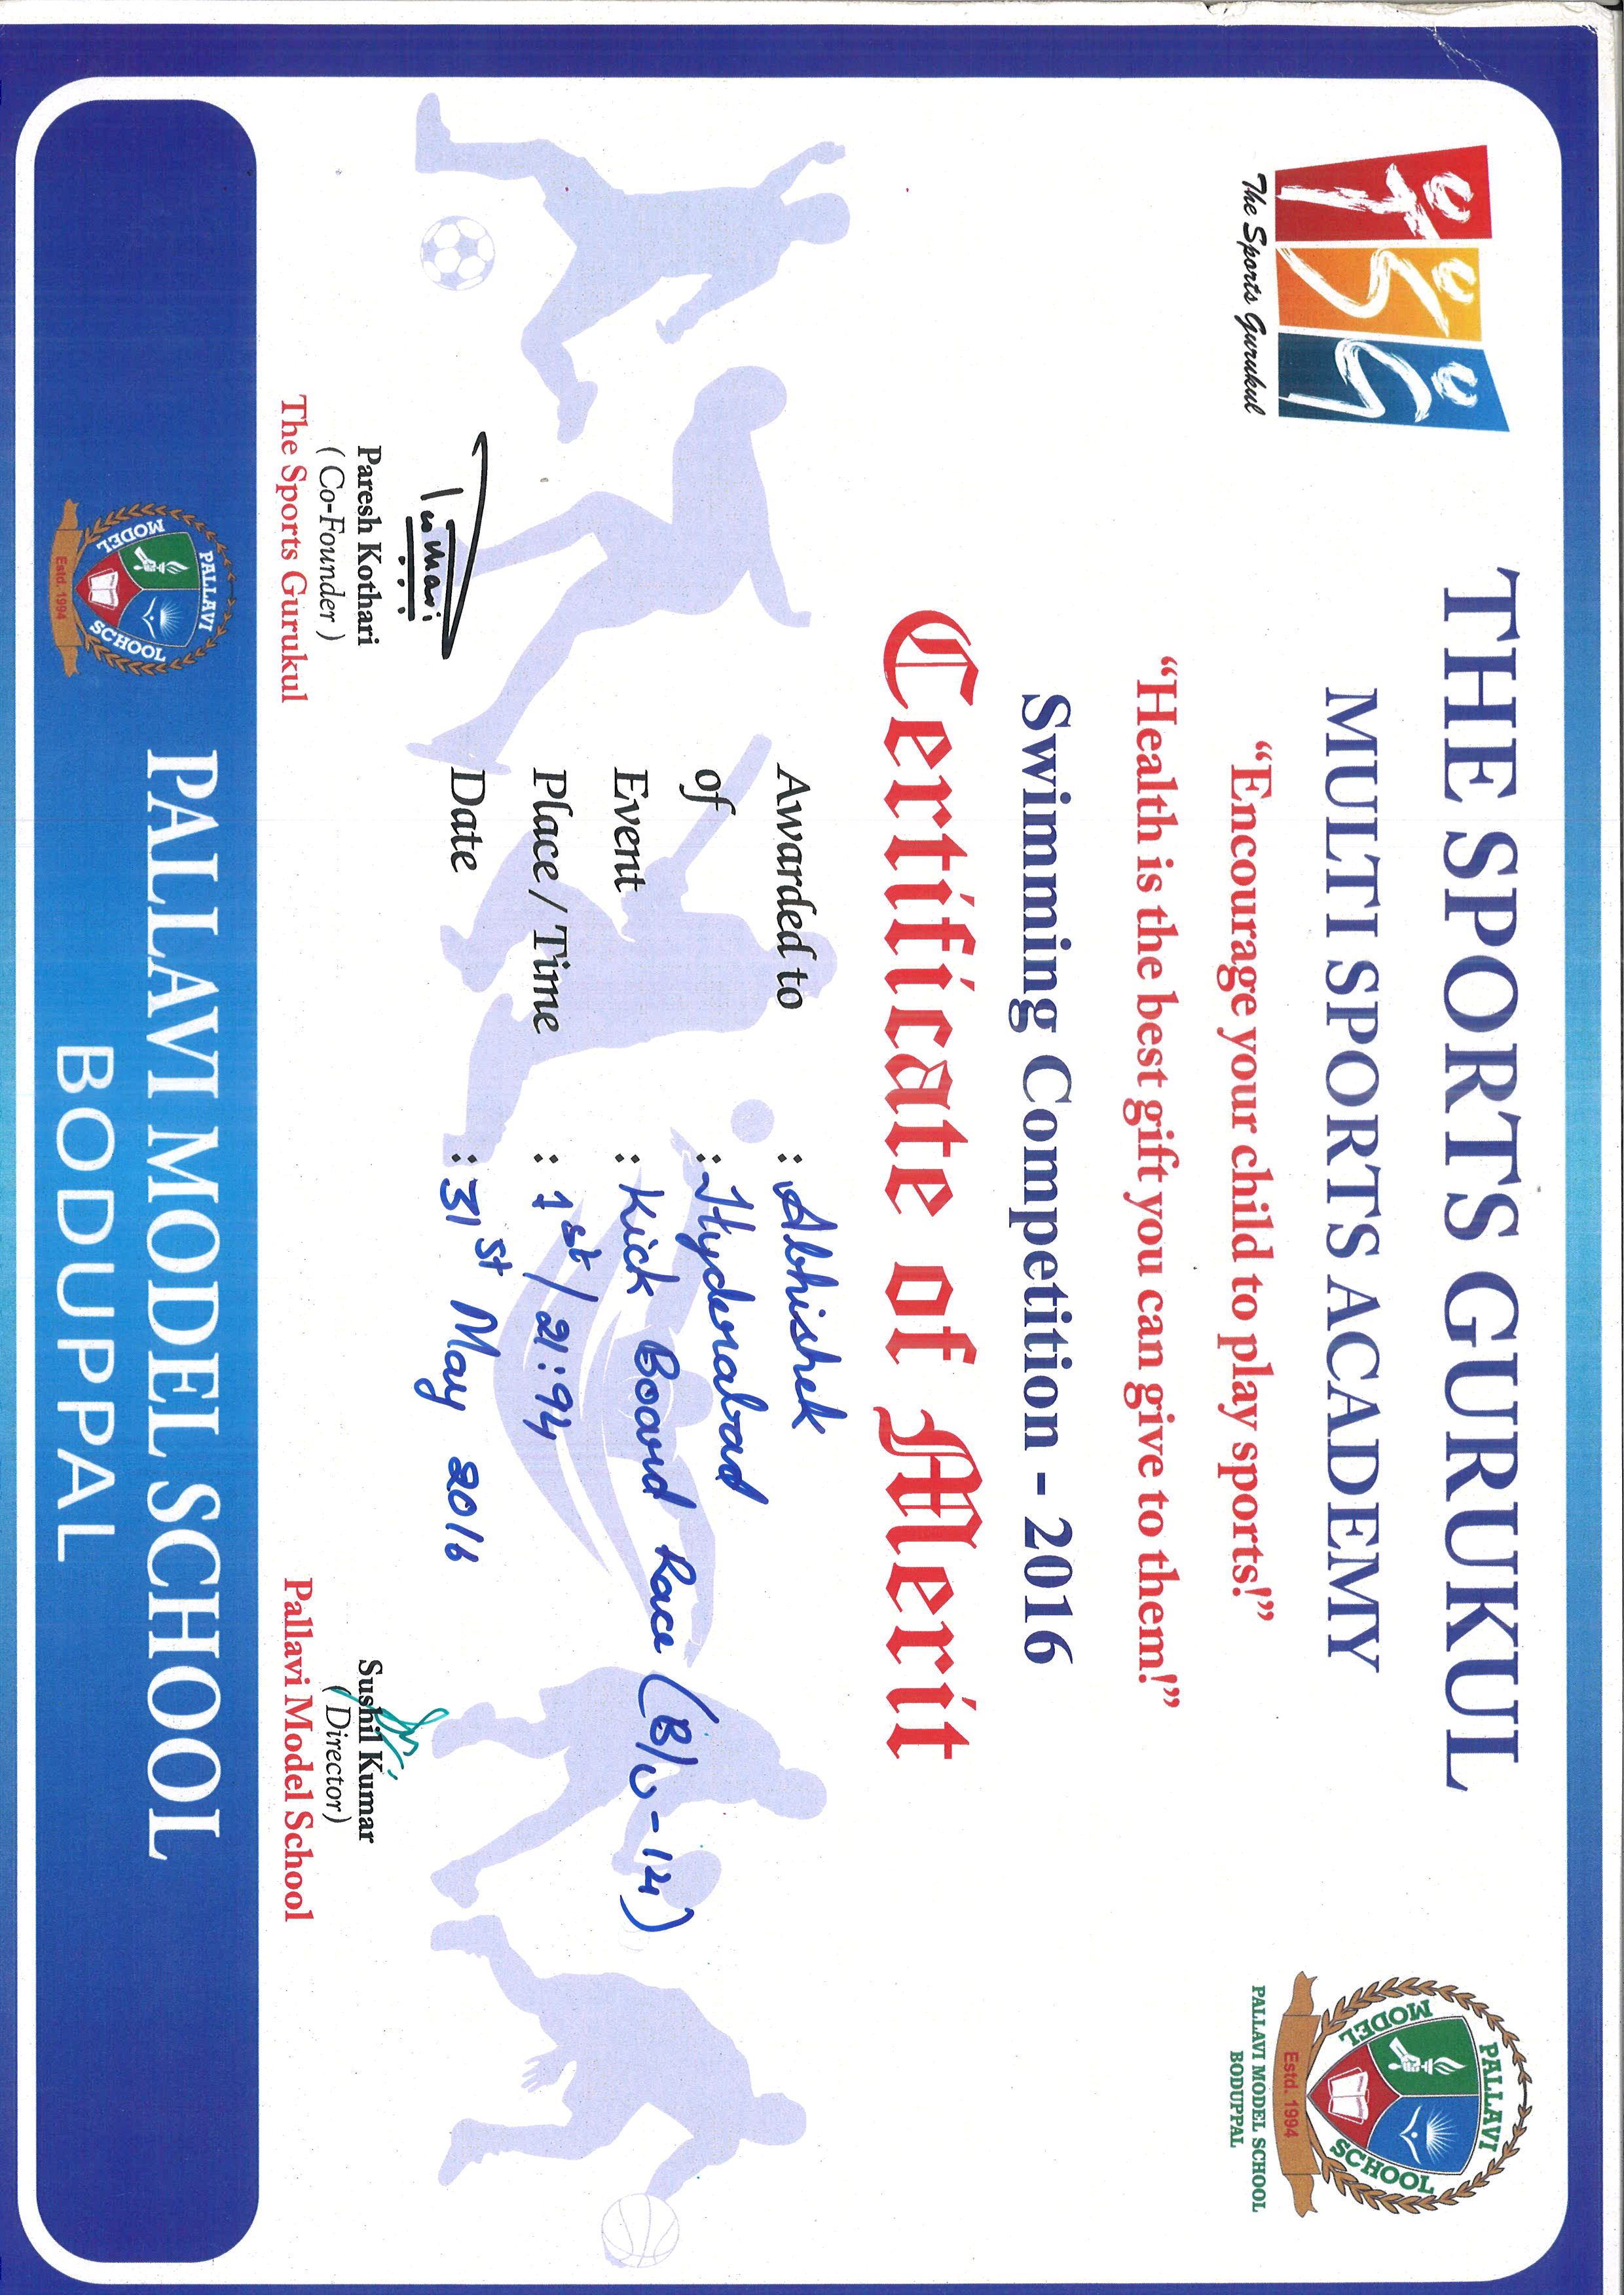 THE SPORTS GURUKUL
MULTI SPORTS ACADEMY
The Sports Gurukul
PALLAVI
MODEL
SCHOOL
Estd. 1994
PALLAVI MODEL SCHOOL
BODUPPAL
“Encourage your child to play sports!”
“Health is the best gift you can give to them!”
Swimming Competition - 2016
Certificate of Merit
Awarded to : Abhishek
of : Hyderabad
Event : Kick Board Race (B/U-14)
Place / Time : 1st / 21:94
Date : 31st May 2016
Paresh Kothari
( Co-Founder )
The Sports Gurukul
Sushil Kumar
( Director)
Pallavi Model School
PALLAVI
MODEL
SCHOOL
Estd. 1994
PALLAVI MODEL SCHOOL
BODUPPAL